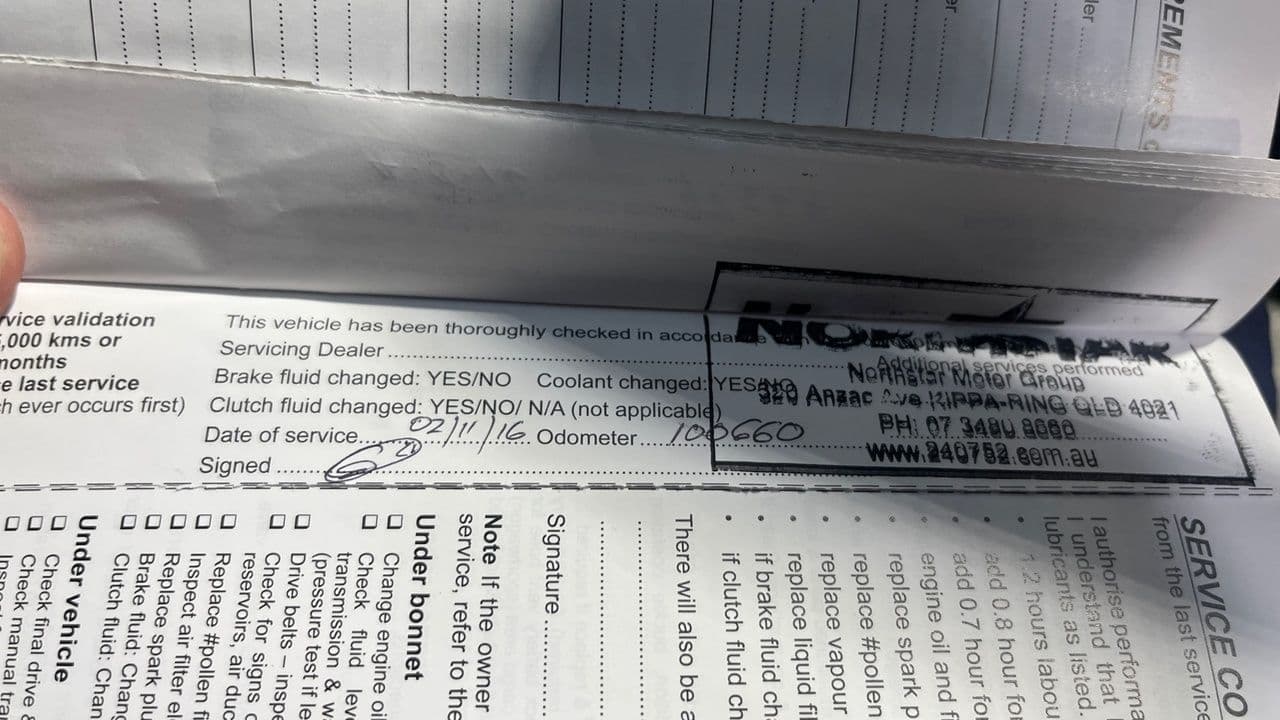 EMENTS
ler
er
rvice validation
,000 kms or
months
e last service
h ever occurs first)
This vehicle has been thoroughly checked in
Servicing Dealer
Brake fluid changed: YES/NO Coolant changed: YES/NO
Clutch fluid changed: YES/NO/ N/A (not applicable)
Date of service 02/11/16. Odometer 100660
Signed
Additional services performed
Northstar Motor Group
920 Anzac Ave KIPPA-RING QLD 4021
PH: 07 3480 8660
www.240752.com.au
SERVICE CO
from the last servic
I authorise performa
I understand that
lubricants as listed.
• 1.2 hours labou
• add 0.8 hour for
• add 0.7 hour fo
• engine oil and f
• replace spark p
• replace #pollen
• replace vapour
• replace liquid fi
• if brake fluid ch
• if clutch fluid ch
There will also be a
Signature
Note If the owner
service, refer to the
Under bonnet
Change engine oi
Check fluid lev
transmission & w
(pressure test if le
Drive belts – inspe
Check for signs o
reservoirs, air duc
Replace #pollen fi
Inspect air filter el
Replace spark plu
Brake fluid: Chang
Clutch fluid: Chan
Under vehicle
Check final drive &
Check manual tra